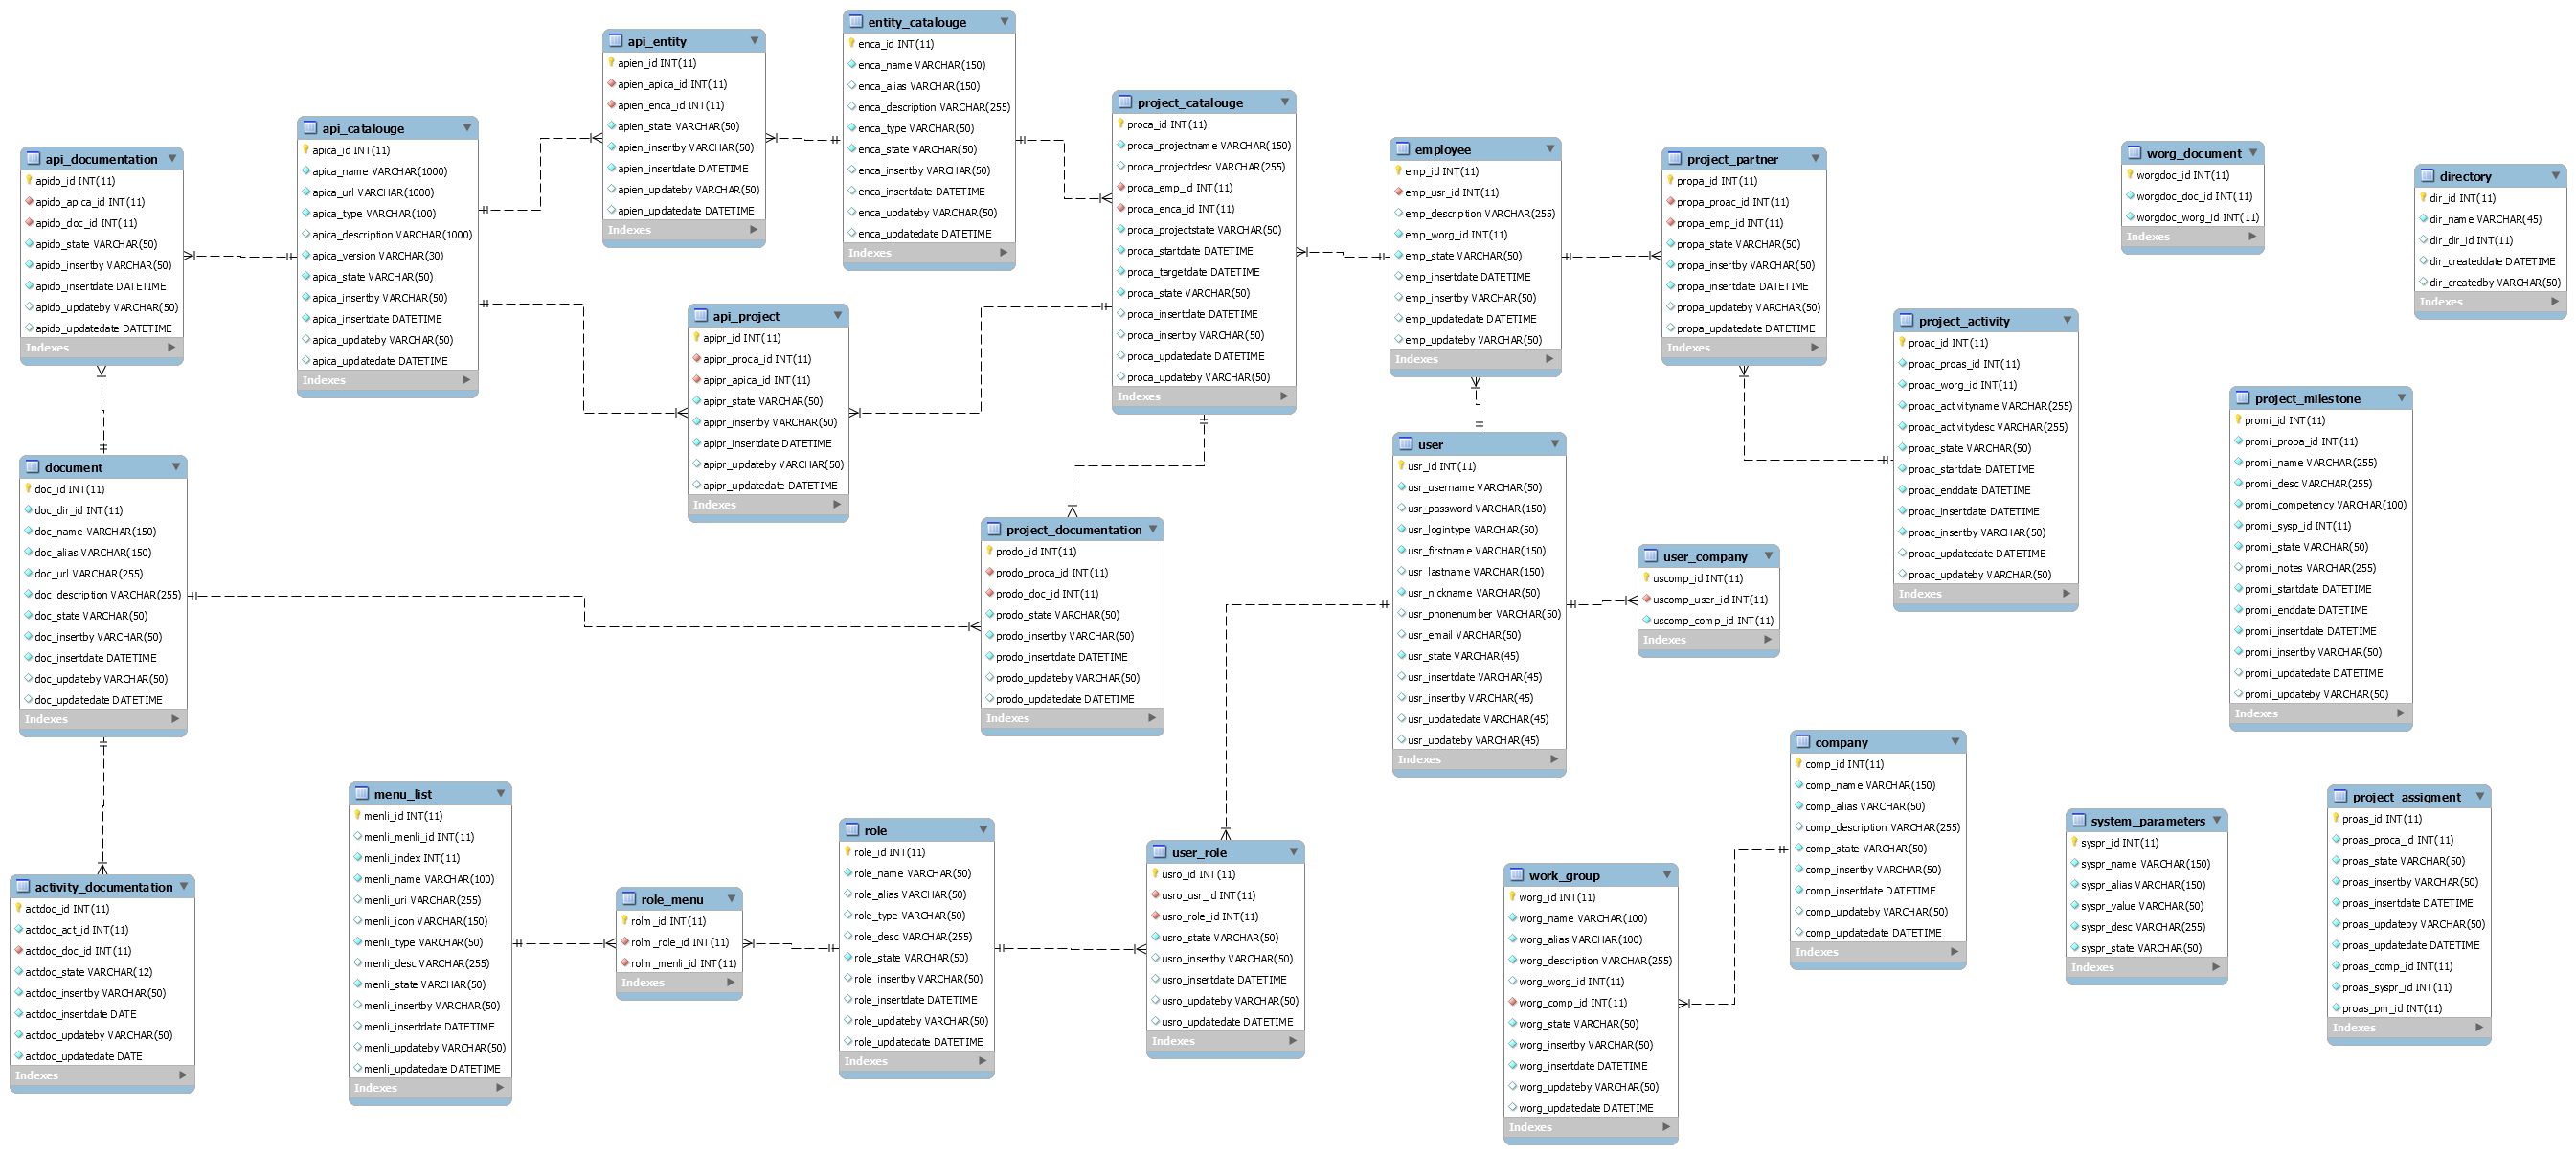 api_documentation
apido_id INT(11)
apido_apica_id INT(11)
apido_doc_id INT(11)
apido_state VARCHAR(50)
apido_insertby VARCHAR(50)
apido_insertdate DATETIME
apido_updateby VARCHAR(50)
apido_updatedate DATETIME
Indexes
api_catalouge
apica_id INT(11)
apica_name VARCHAR(1000)
apica_url VARCHAR(1000)
apica_type VARCHAR(100)
apica_description VARCHAR(1000)
apica_version VARCHAR(30)
apica_state VARCHAR(50)
apica_insertby VARCHAR(50)
apica_insertdate DATETIME
apica_updateby VARCHAR(50)
apica_updatedate DATETIME
Indexes
api_entity
apien_id INT(11)
apien_apica_id INT(11)
apien_enca_id INT(11)
apien_state VARCHAR(50)
apien_insertby VARCHAR(50)
apien_insertdate DATETIME
apien_updateby VARCHAR(50)
apien_updatedate DATETIME
Indexes
entity_catalouge
enca_id INT(11)
enca_name VARCHAR(150)
enca_alias VARCHAR(150)
enca_description VARCHAR(255)
enca_type VARCHAR(50)
enca_state VARCHAR(50)
enca_insertby VARCHAR(50)
enca_insertdate DATETIME
enca_updateby VARCHAR(50)
enca_updatedate DATETIME
Indexes
api_project
apipr_id INT(11)
apipr_proca_id INT(11)
apipr_apica_id INT(11)
apipr_state VARCHAR(50)
apipr_insertby VARCHAR(50)
apipr_insertdate DATETIME
apipr_updateby VARCHAR(50)
apipr_updatedate DATETIME
Indexes
project_catalouge
proca_id INT(11)
proca_projectname VARCHAR(150)
proca_projectdesc VARCHAR(255)
proca_emp_id INT(11)
proca_enca_id INT(11)
proca_projectstate VARCHAR(50)
proca_startdate DATETIME
proca_targetdate DATETIME
proca_state VARCHAR(50)
proca_insertdate DATETIME
proca_insertby VARCHAR(50)
proca_updatedate DATETIME
proca_updateby VARCHAR(50)
Indexes
employee
emp_id INT(11)
emp_usr_id INT(11)
emp_description VARCHAR(255)
emp_worg_id INT(11)
emp_state VARCHAR(50)
emp_insertdate DATETIME
emp_insertby VARCHAR(50)
emp_updatedate DATETIME
emp_updateby VARCHAR(50)
Indexes
project_partner
propa_id INT(11)
propa_proac_id INT(11)
propa_emp_id INT(11)
propa_state VARCHAR(50)
propa_insertby VARCHAR(50)
propa_insertdate DATETIME
propa_updateby VARCHAR(50)
propa_updatedate DATETIME
Indexes
worg_document
worgdoc_id INT(11)
worgdoc_doc_id INT(11)
worgdoc_worg_id INT(11)
Indexes
directory
dir_id INT(11)
dir_name VARCHAR(45)
dir_dir_id INT(11)
dir_createddate DATETIME
dir_createdby VARCHAR(50)
Indexes
project_activity
proac_id INT(11)
proac_proas_id INT(11)
proac_worg_id INT(11)
proac_activityname VARCHAR(255)
proac_activitydesc VARCHAR(255)
proac_state VARCHAR(50)
proac_startdate DATETIME
proac_enddate DATETIME
proac_insertdate DATETIME
proac_insertby VARCHAR(50)
proac_updatedate DATETIME
proac_updateby VARCHAR(50)
Indexes
project_milestone
promi_id INT(11)
promi_propa_id INT(11)
promi_name VARCHAR(255)
promi_desc VARCHAR(255)
promi_competency VARCHAR(100)
promi_sysp_id INT(11)
promi_state VARCHAR(50)
promi_notes VARCHAR(255)
promi_startdate DATETIME
promi_enddate DATETIME
promi_insertdate DATETIME
promi_insertby VARCHAR(50)
promi_updatedate DATETIME
promi_updateby VARCHAR(50)
Indexes
document
doc_id INT(11)
doc_dir_id INT(11)
doc_name VARCHAR(150)
doc_alias VARCHAR(150)
doc_url VARCHAR(255)
doc_description VARCHAR(255)
doc_state VARCHAR(50)
doc_insertby VARCHAR(50)
doc_insertdate DATETIME
doc_updateby VARCHAR(50)
doc_updatedate DATETIME
Indexes
project_documentation
prodo_id INT(11)
prodo_proca_id INT(11)
prodo_doc_id INT(11)
prodo_state VARCHAR(50)
prodo_insertby VARCHAR(50)
prodo_insertdate DATETIME
prodo_updateby VARCHAR(50)
prodo_updatedate DATETIME
Indexes
user
usr_id INT(11)
usr_username VARCHAR(50)
usr_password VARCHAR(150)
usr_logintype VARCHAR(50)
usr_firstname VARCHAR(150)
usr_lastname VARCHAR(150)
usr_nickname VARCHAR(50)
usr_phonenumber VARCHAR(50)
usr_email VARCHAR(50)
usr_state VARCHAR(45)
usr_insertdate VARCHAR(45)
usr_insertby VARCHAR(45)
usr_updatedate VARCHAR(45)
usr_updateby VARCHAR(45)
Indexes
user_company
uscomp_id INT(11)
uscomp_user_id INT(11)
uscomp_comp_id INT(11)
Indexes
activity_documentation
actdoc_id INT(11)
actdoc_act_id INT(11)
actdoc_doc_id INT(11)
actdoc_state VARCHAR(12)
actdoc_insertby VARCHAR(50)
actdoc_insertdate DATE
actdoc_updateby VARCHAR(50)
actdoc_updatedate DATE
Indexes
menu_list
menli_id INT(11)
menli_menli_id INT(11)
menli_index INT(11)
menli_name VARCHAR(100)
menli_uri VARCHAR(255)
menli_icon VARCHAR(150)
menli_type VARCHAR(50)
menli_desc VARCHAR(255)
menli_state VARCHAR(50)
menli_insertby VARCHAR(50)
menli_insertdate DATETIME
menli_updateby VARCHAR(50)
menli_updatedate DATETIME
Indexes
role_menu
rolm_id INT(11)
rolm_role_id INT(11)
rolm_menli_id INT(11)
Indexes
role
role_id INT(11)
role_name VARCHAR(50)
role_alias VARCHAR(50)
role_type VARCHAR(50)
role_desc VARCHAR(255)
role_state VARCHAR(50)
role_insertby VARCHAR(50)
role_insertdate DATETIME
role_updateby VARCHAR(50)
role_updatedate DATETIME
Indexes
user_role
usro_id INT(11)
usro_usr_id INT(11)
usro_role_id INT(11)
usro_state VARCHAR(50)
usro_insertby VARCHAR(50)
usro_insertdate DATETIME
usro_updateby VARCHAR(50)
usro_updatedate DATETIME
Indexes
work_group
worg_id INT(11)
worg_name VARCHAR(100)
worg_alias VARCHAR(100)
worg_description VARCHAR(255)
worg_worg_id INT(11)
worg_comp_id INT(11)
worg_state VARCHAR(50)
worg_insertby VARCHAR(50)
worg_insertdate DATETIME
worg_updateby VARCHAR(50)
worg_updatedate DATETIME
Indexes
company
comp_id INT(11)
comp_name VARCHAR(150)
comp_alias VARCHAR(50)
comp_description VARCHAR(255)
comp_state VARCHAR(50)
comp_insertby VARCHAR(50)
comp_insertdate DATETIME
comp_updateby VARCHAR(50)
comp_updatedate DATETIME
Indexes
system_parameters
syspr_id INT(11)
syspr_name VARCHAR(150)
syspr_alias VARCHAR(150)
syspr_value VARCHAR(50)
syspr_desc VARCHAR(255)
syspr_state VARCHAR(50)
Indexes
project_assigment
proas_id INT(11)
proas_proca_id INT(11)
proas_state VARCHAR(50)
proas_insertby VARCHAR(50)
proas_insertdate DATETIME
proas_updateby VARCHAR(50)
proas_updatedate DATETIME
proas_comp_id INT(11)
proas_syspr_id INT(11)
proas_pm_id INT(11)
Indexes